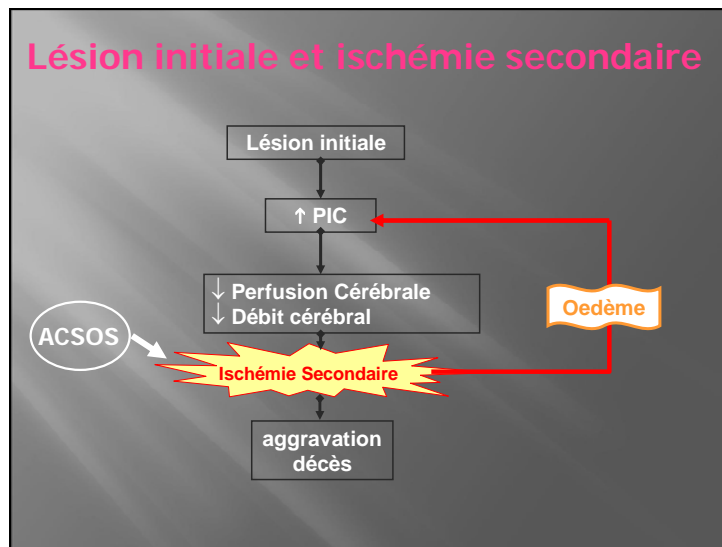 Lésion initiale et ischémie secondaire
Lésion initiale
↑ PIC
↓ Perfusion Cérébrale
↓ Débit cérébral
Oedème
ACSOS
Ischémie Secondaire
aggravation
décès